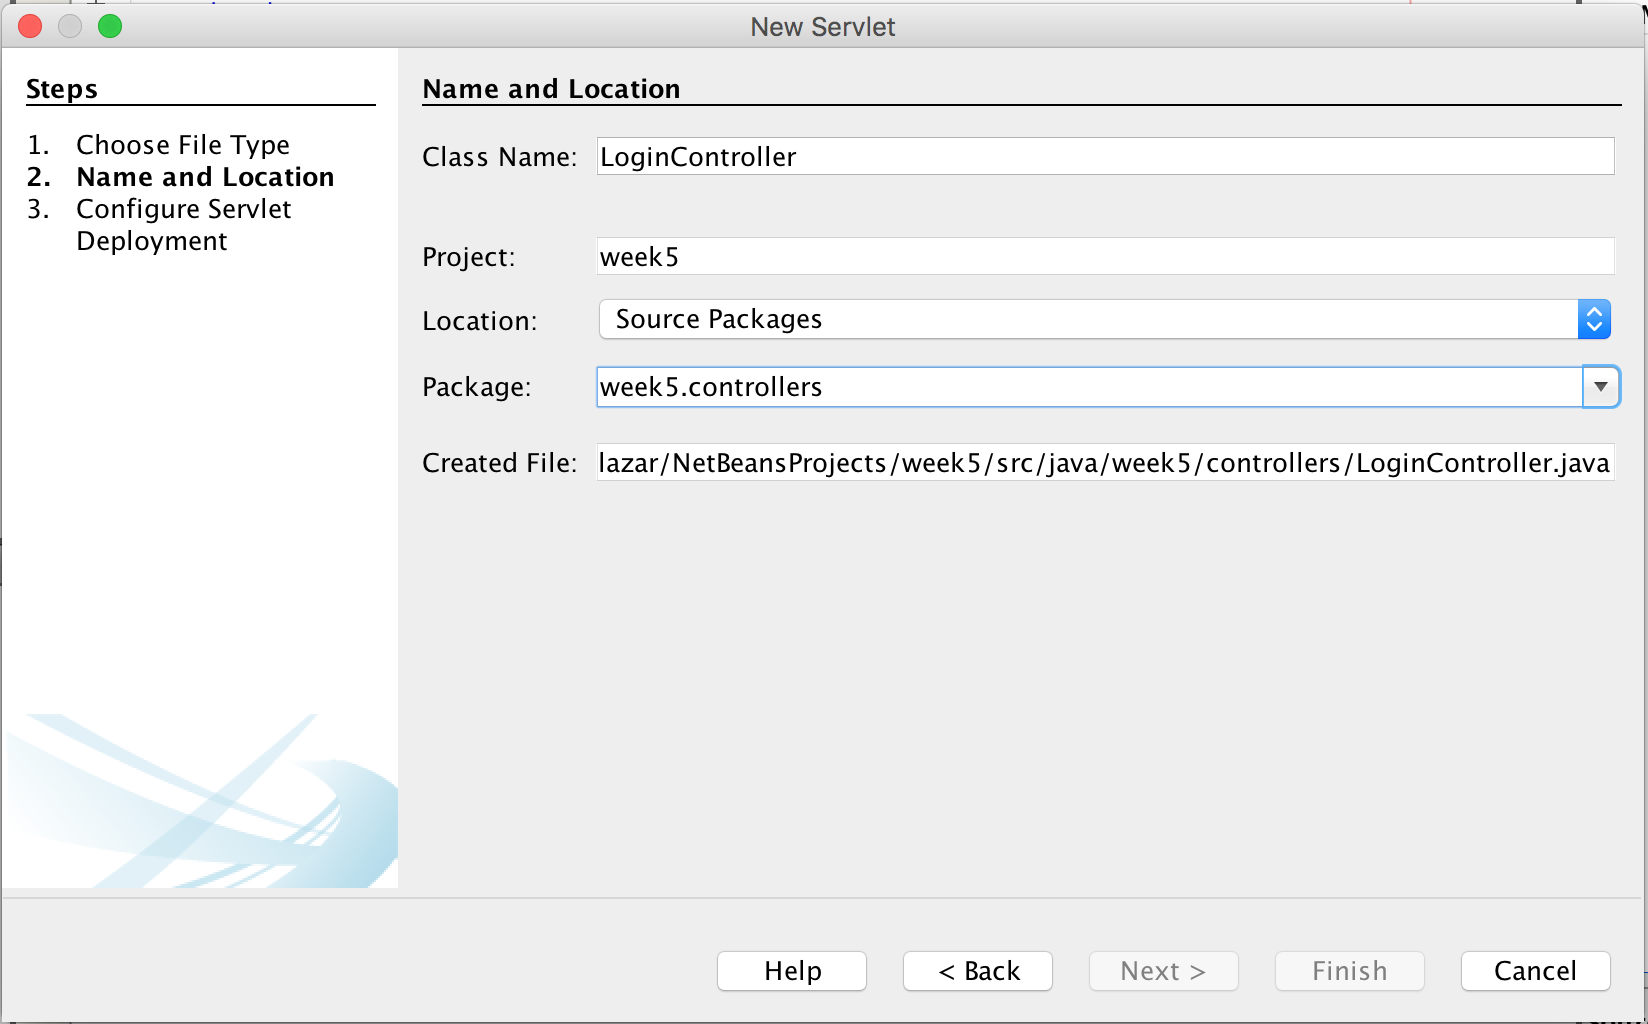 New Servlet
Steps
1. Choose File Type
2. Name and Location
3. Configure Servlet
Deployment
Name and Location
Class Name: LoginController
Project: week5
Location: Source Packages
Package: week5.controllers
Created File: lazar/NetBeansProjects/week5/src/java/week5/controllers/LoginController.java
Help
< Back
Next >
Finish
Cancel